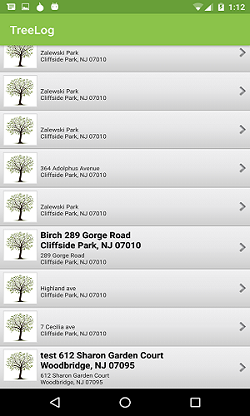 1:12
TreeLog
Zalewski Park
Cliffside Park, NJ 07010
Zalewski Park
Cliffside Park, NJ 07010
Zalewski Park
Cliffside Park, NJ 07010
364 Adolphus Avenue
Cliffside Park, NJ 07010
Zalewski Park
Cliffside Park, NJ 07010
Birch 289 Gorge Road
Cliffside Park, NJ 07010
289 Gorge Road
Cliffside Park, NJ 07010
Highland ave
Cliffside Park, NJ 07010
7 Cecilia ave
Cliffside Park, NJ 07010
test 612 Sharon Garden Court
Woodbridge, NJ 07095
612 Sharon Garden Court
Woodbridge, NJ 07095